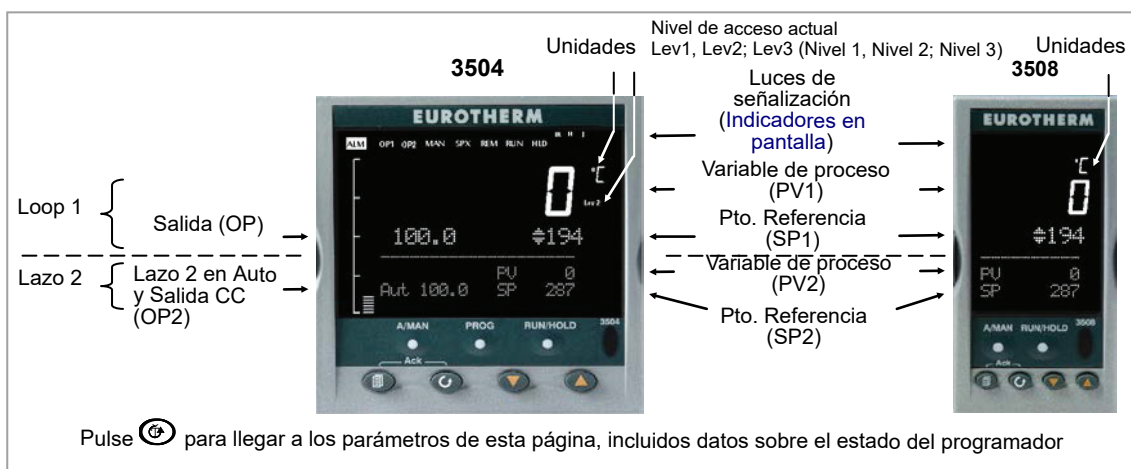 Nivel de acceso actual
Unidades
Lev1, Lev2; Lev3 (Nivel 1, Nivel 2; Nivel 3)
Unidades
3504
3508
Luces de
señalización
(Indicadores en
pantalla)
Variable de proceso
(PV1)
Pto. Referencia
(SP1)
Variable de proceso
(PV2)
Pto. Referencia
(SP2)
Loop 1
Salida (OP)
Lazo 2
Lazo 2 en Auto
y Salida CC
(OP2)
EUROTHERM
ALM OP1 OP2 MAN SPX REM RUN HLD
°C
0
Lev 2
100.0 194
PV 0
Aut 100.0 SP 287
A/MAN PROG RUN/HOLD 3504
Ack
EUROTHERM
°C
0
194
PV 0
SP 287
A/MAN RUN/HOLD 3508
Ack
Pulse para llegar a los parámetros de esta página, incluidos datos sobre el estado del programador